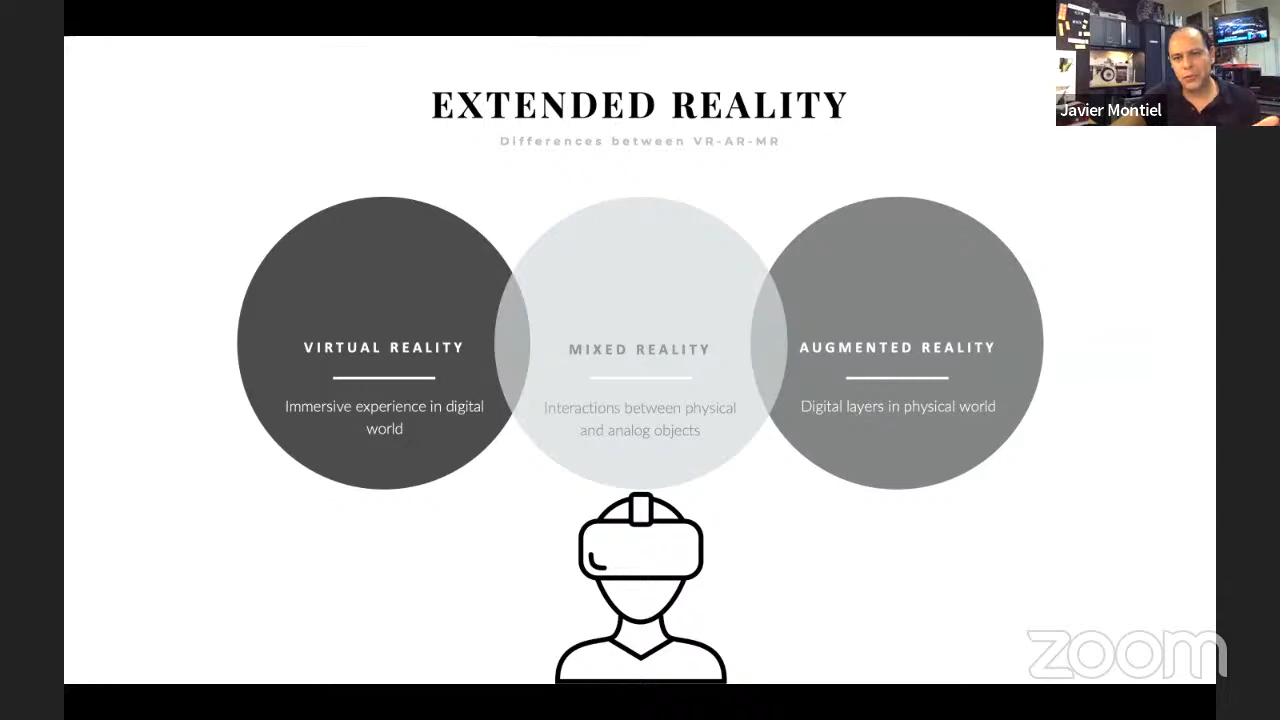 EXTENDED REALITY
Differences between VR-AR-MR
Javier Montiel
VIRTUAL REALITY
Immersive experience in digital
world
MIXED REALITY
Interactions between physical
and analog objects
AUGMENTED REALITY
Digital layers in physical world
zoom